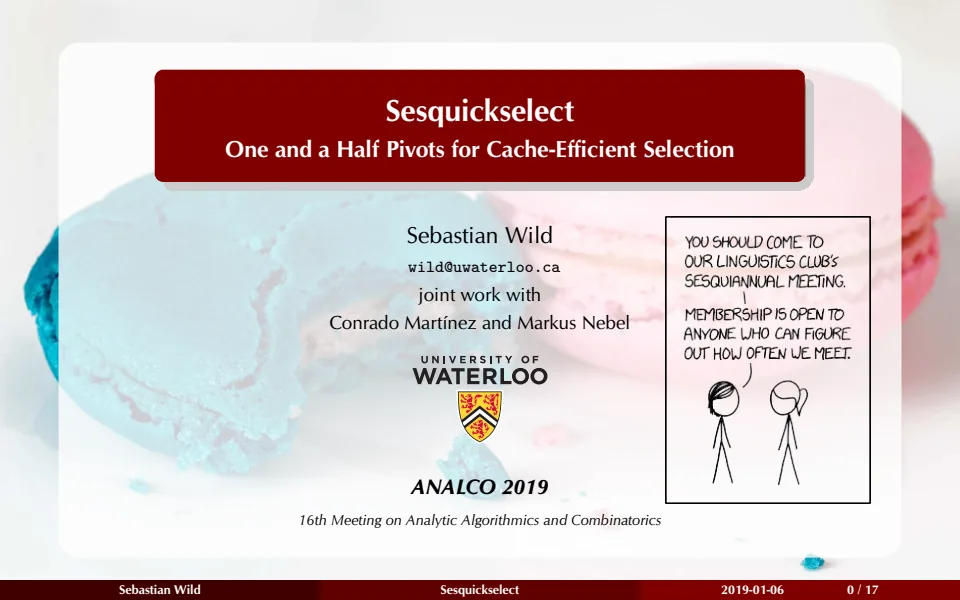 Sesquickselect
One and a Half Pivots for Cache-Efficient Selection
Sebastian Wild
wild@uwaterloo.ca
joint work with
Conrado Martínez and Markus Nebel
UNIVERSITY OF
WATERLOO
ANALCO 2019
16th Meeting on Analytic Algorithmics and Combinatorics
YOU SHOULD COME TO
OUR LINGUISTICS CLUB'S
SESQUIANNUAL MEETING.
MEMBERSHIP IS OPEN TO
ANYONE WHO CAN FIGURE
OUT HOW OFTEN WE MEET.
Sebastian Wild Sesquickselect 2019-01-06 0 / 17